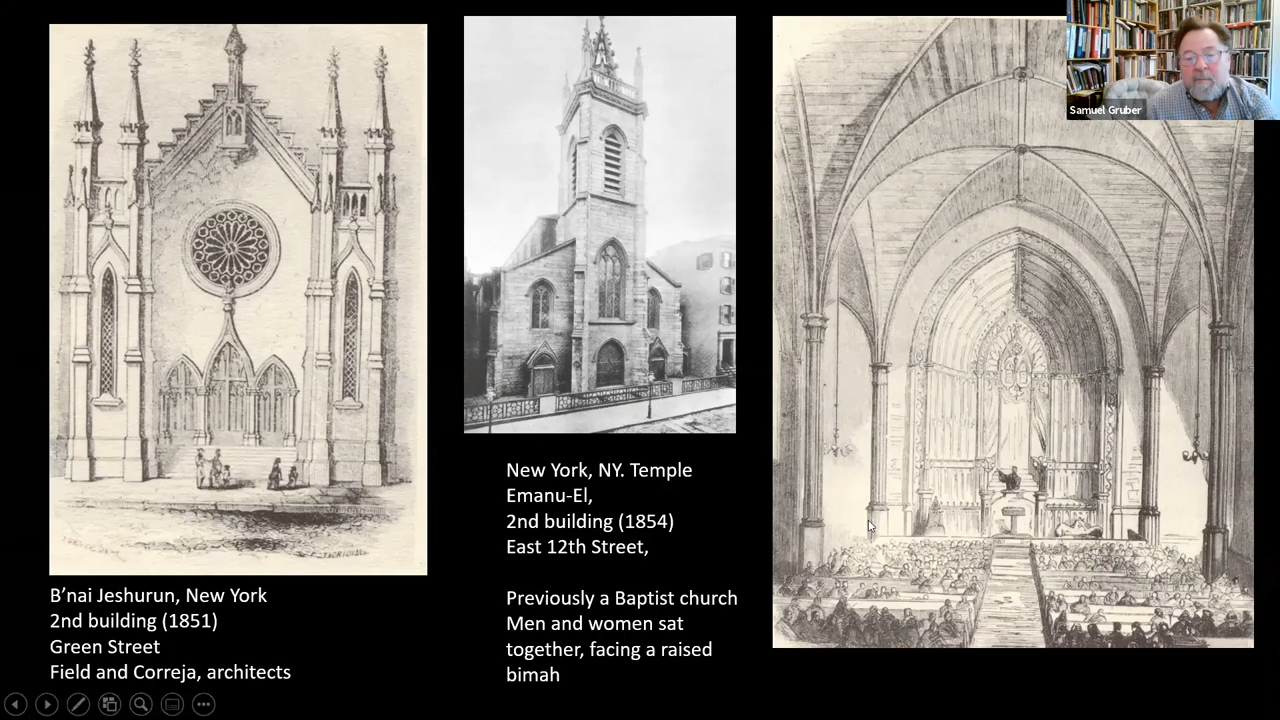 Samuel Gruber
B’nai Jeshurun, New York
2nd building (1851)
Green Street
Field and Correja, architects
New York, NY. Temple
Emanu-El,
2nd building (1854)
East 12th Street,
Previously a Baptist church
Men and women sat
together, facing a raised
bimah